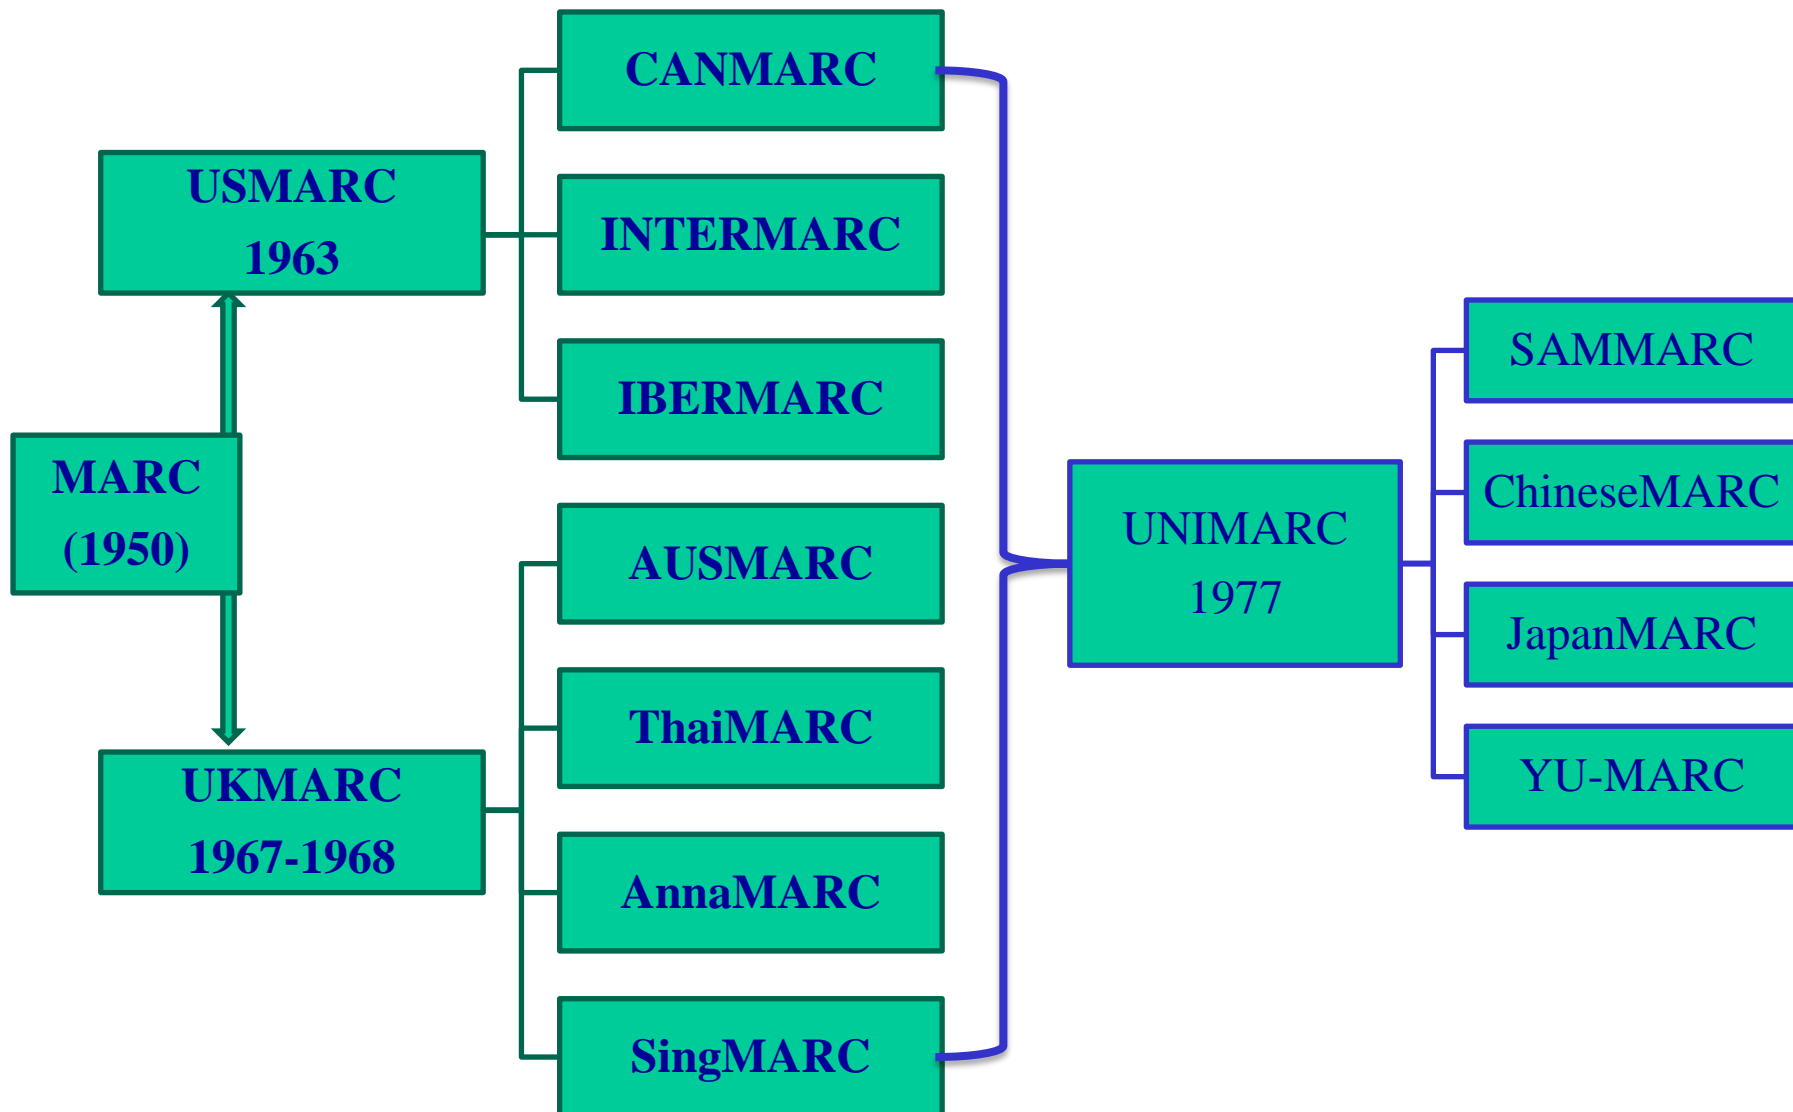 MARC
(1950)
USMARC
1963
UKMARC
1967-1968
CANMARC
INTERMARC
IBERMARC
AUSMARC
ThaiMARC
AnnaMARC
SingMARC
UNIMARC
1977
SAMMARC
ChineseMARC
JapanMARC
YU-MARC